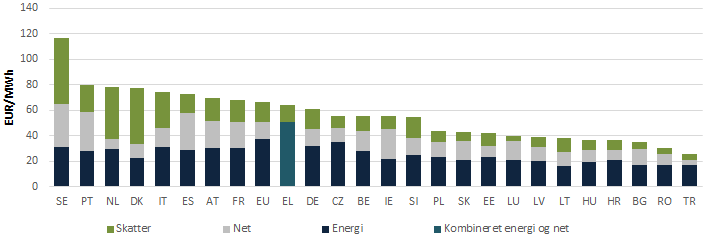 140
120
100
80
60
40
20
0
EUR/MWh
SE PT NL DK IT ES AT FR EU EL DE CZ BE IE SI PL SK EE LU LV LT HU HR BG RO TR
Skatter Net Energi Kombineret energi og net